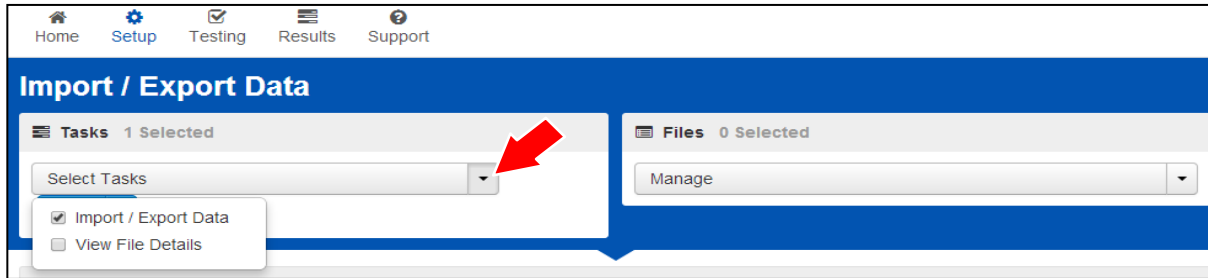 Home Setup Testing Results Support
Import / Export Data
Tasks 1 Selected
Files 0 Selected
Select Tasks
Manage
Import / Export Data
View File Details